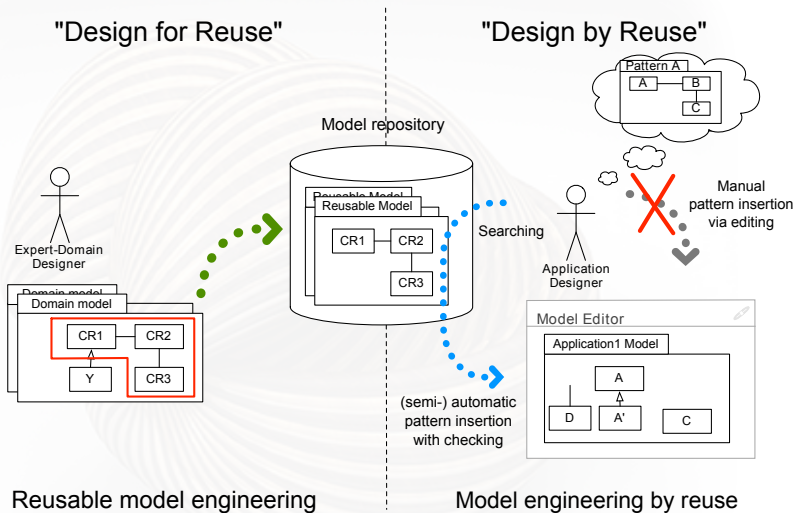 "Design for Reuse"
"Design by Reuse"
Pattern A
A
B
C
Model repository
Reusable Model
Reusable Model
CR1
CR2
CR3
Searching
Manual
pattern insertion
via editing
Expert-Domain
Designer
Application
Designer
Domain model
Domain model
CR1
CR2
Y
CR3
Model Editor
Application1 Model
A
D
A'
C
(semi-) automatic
pattern insertion
with checking
Reusable model engineering
Model engineering by reuse